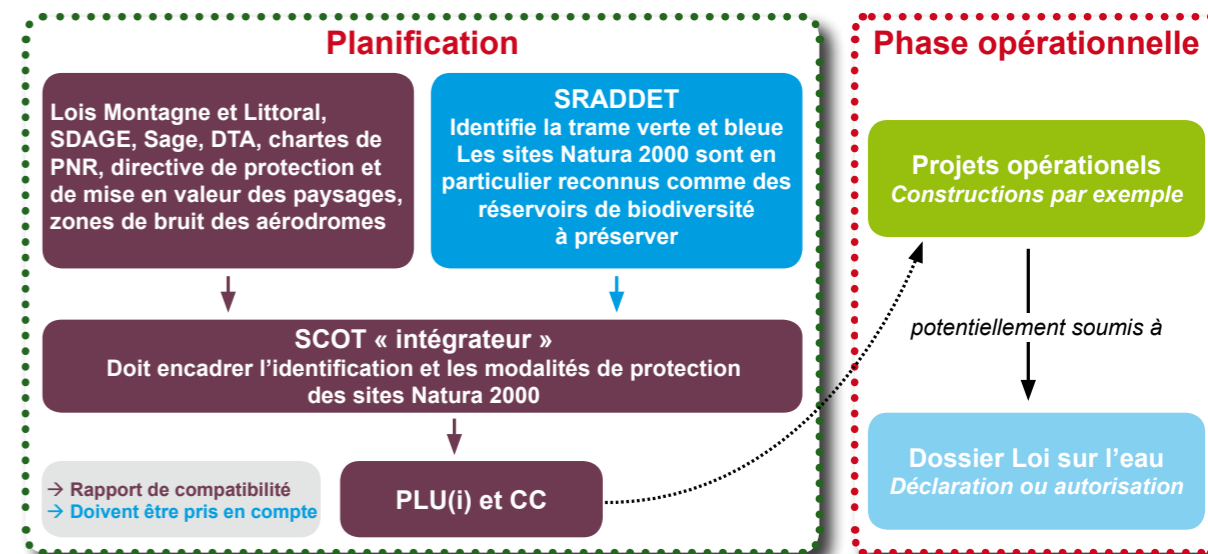 Planification
Lois Montagne et Littoral,
SDAGE, Sage, DTA, chartes de
PNR, directive de protection et
de mise en valeur des paysages,
zones de bruit des aérodromes
SRADDET
Identifie la trame verte et bleue
Les sites Natura 2000 sont en
particulier reconnus comme des
réservoirs de biodiversité
à préserver
SCOT « intégrateur »
Doit encadrer l’identification et les modalités de protection
des sites Natura 2000
→ Rapport de compatibilité
→ Doivent être pris en compte
PLU(i) et CC
Phase opérationnelle
Projets opérationels
Constructions par exemple
potentiellement soumis à
Dossier Loi sur l’eau
Déclaration ou autorisation